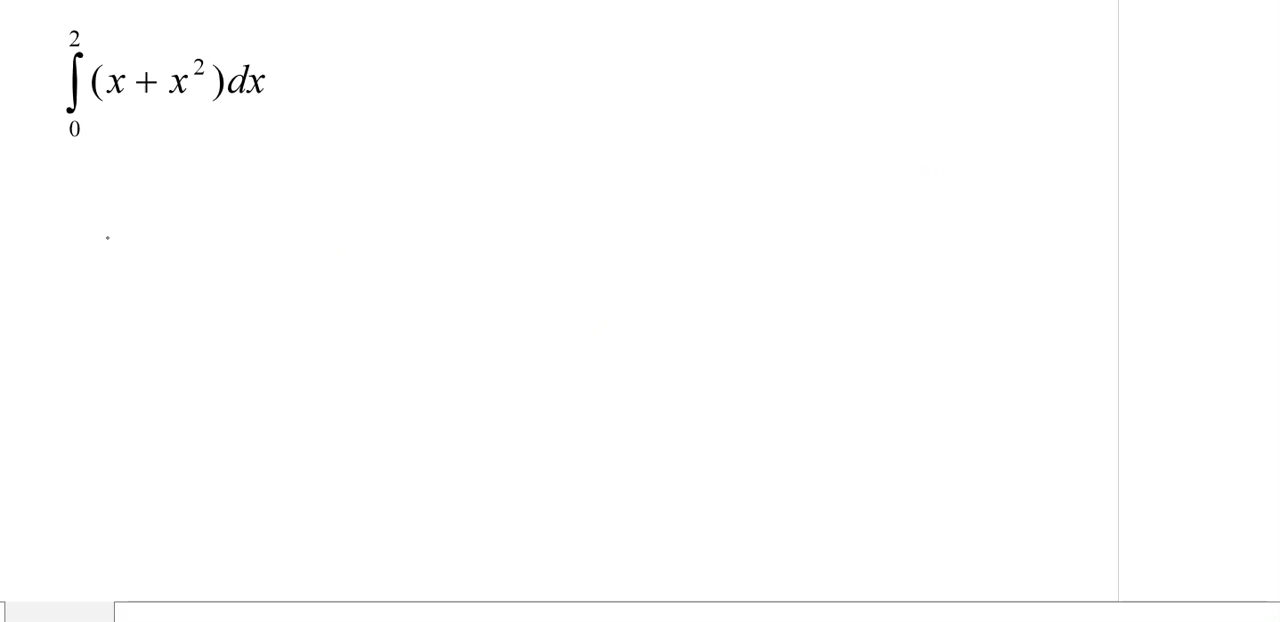 ∫₀² (x + x²)dx